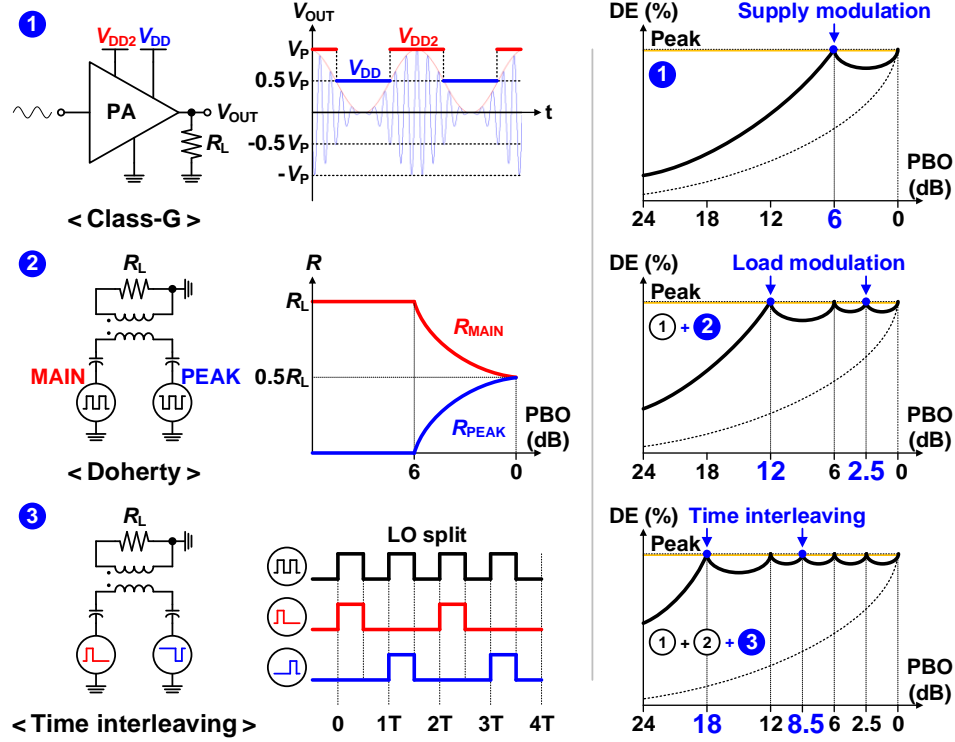 1
VDD2 VDD
PA
VOUT
RL
< Class-G >
VOUT
VP
VDD2
VDD
0.5VP
t
-0.5VP
-VP
DE (%)
Supply modulation
Peak
1
PBO
(dB)
24 18 12 6 0
2
RL
MAIN
PEAK
< Doherty >
R
RL
RMAIN
0.5RL
RPEAK
PBO
(dB)
6 0
DE (%)
Load modulation
Peak
1 + 2
PBO
(dB)
24 18 12 6 2.5 0
3
RL
< Time interleaving >
LO split
0 1T 2T 3T 4T
DE (%)
Time interleaving
Peak
1 + 2 + 3
PBO
(dB)
24 18 12 8.5 6 2.5 0